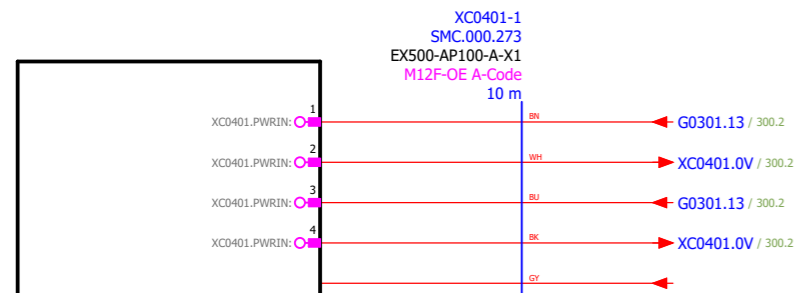 XC0401-1
SMC.000.273
EX500-AP100-A-X1
M12F-OE A-Code
10 m
XC0401.PWRIN: 1 BN G0301.13 / 300.2
XC0401.PWRIN: 2 WH XC0401.0V / 300.2
XC0401.PWRIN: 3 BU G0301.13 / 300.2
XC0401.PWRIN: 4 BK XC0401.0V / 300.2
GY